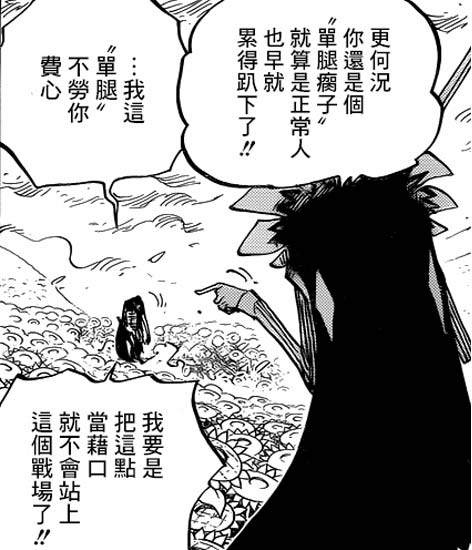 更何況
你還是個
〝單腿瘸子〞
就算是正常人
也早就
累得趴下了!!
…我這
〝單腿〞
不勞你
費心
我要是
把這點
當藉口
就不會站上
這個戰場了!!